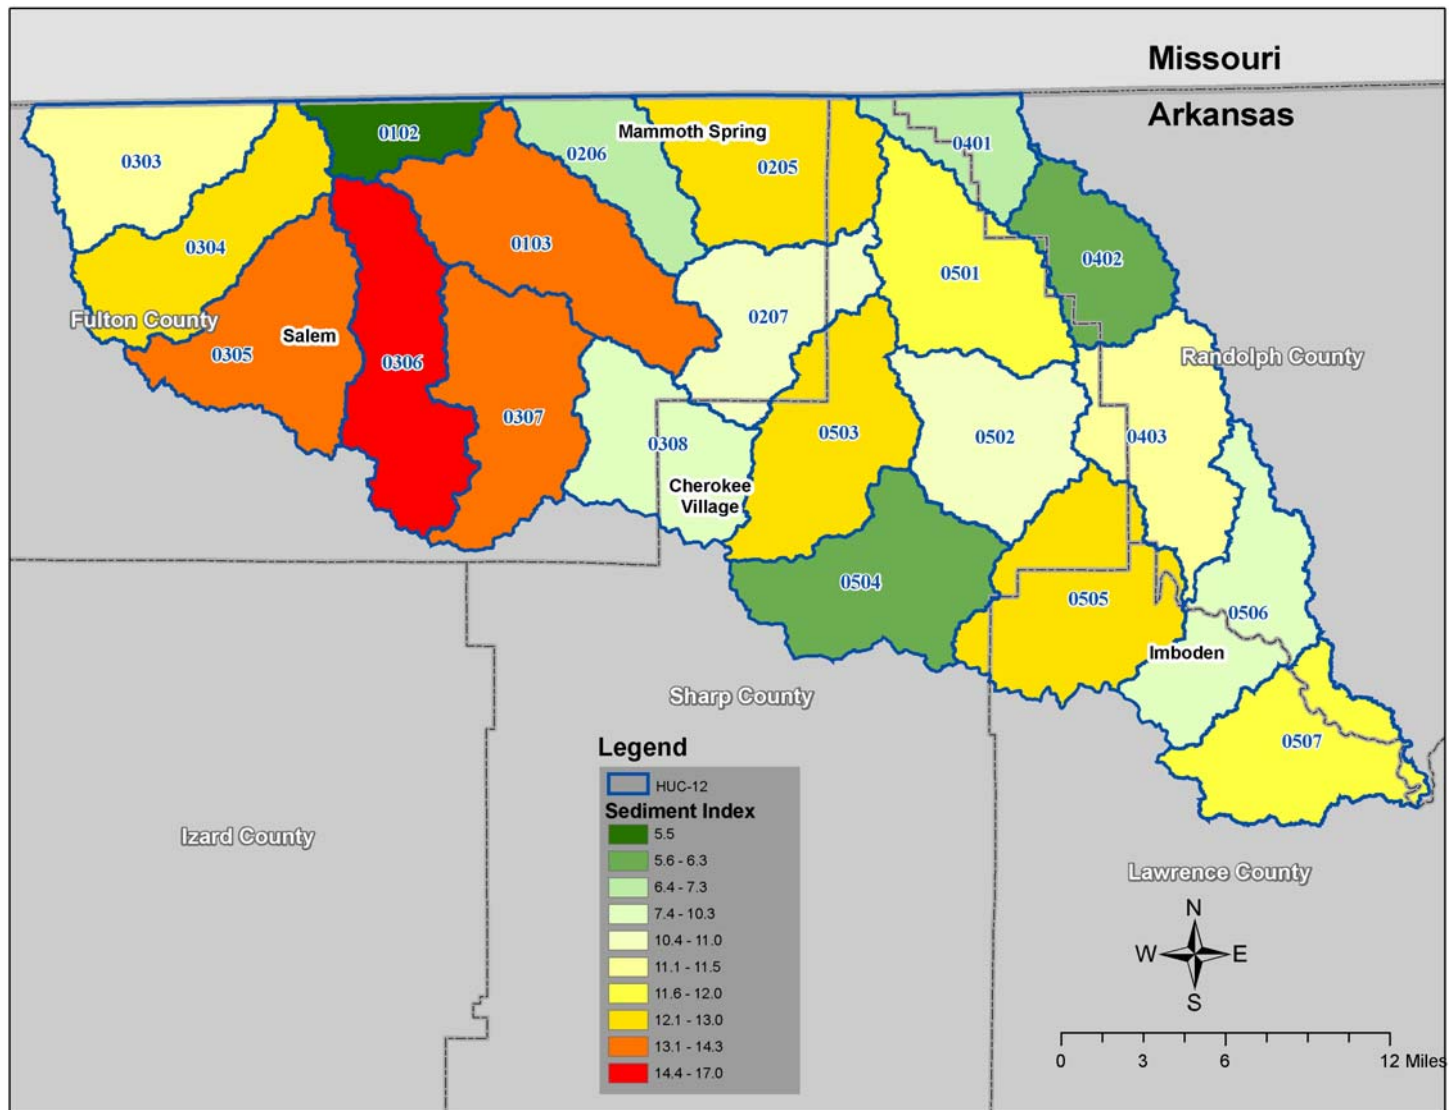 Missouri
Arkansas
0102
Mammoth Spring
0401
0303
0206
0205
0304
0103
0402
0501
Fulton County
0207
Salem
0305
0306
Randolph County
0307
0503
0502
0403
0308
Cherokee
Village
0504
0505
0506
Imboden
Sharp County
0507
Legend
HUC-12
Sediment Index
5.5
5.6 - 6.3
6.4 - 7.3
7.4 - 10.3
10.4 - 11.0
11.1 - 11.5
11.6 - 12.0
12.1 - 13.0
13.1 - 14.3
14.4 - 17.0
Izard County
Lawrence County
N
W E
S
0 3 6 12 Miles